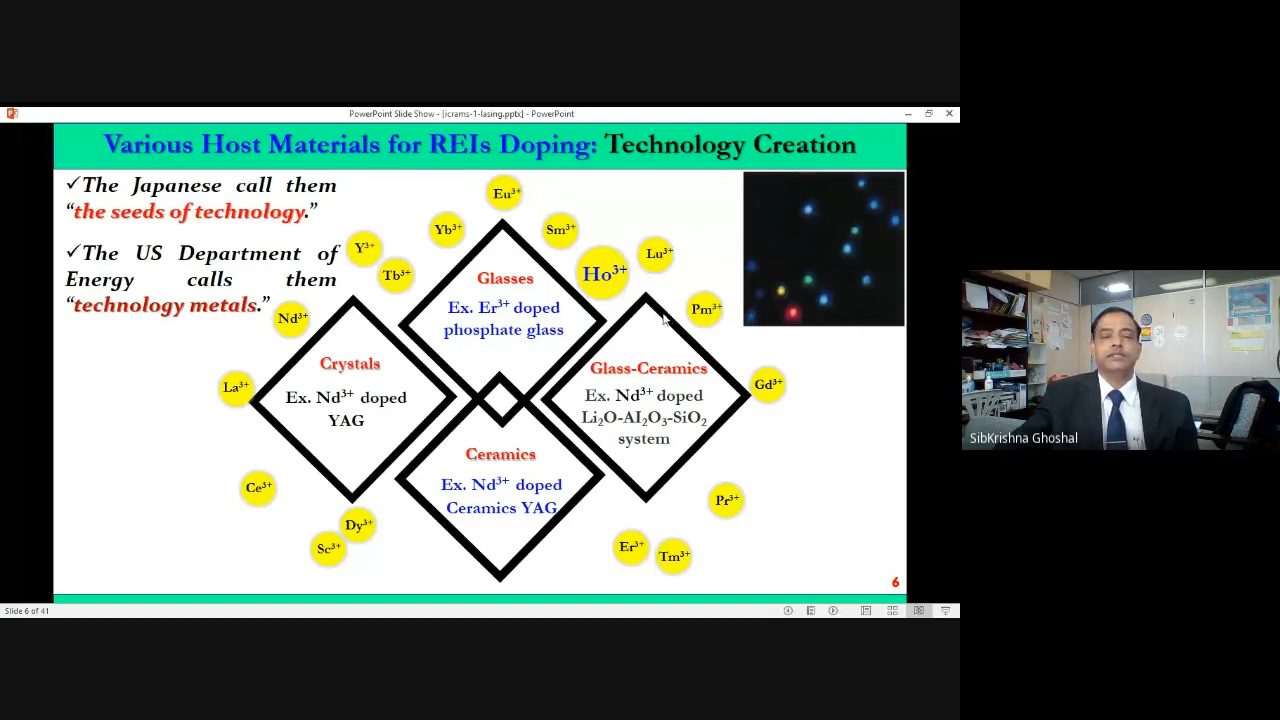 PowerPoint Slide Show - [icrams-1-lasing.pptx] - PowerPoint
Various Host Materials for REIs Doping: Technology Creation
✓The Japanese call them
“the seeds of technology.”
✓The US Department of
Energy calls them
“technology metals.”
Eu³⁺
Yb³⁺
Sm³⁺
Y³⁺
Tb³⁺
Ho³⁺
Lu³⁺
Nd³⁺
Pm³⁺
La³⁺
Gd³⁺
Ce³⁺
Dy³⁺
Sc³⁺
Pr³⁺
Er³⁺
Tm³⁺
Glasses
Ex. Er³⁺ doped
phosphate glass
Crystals
Ex. Nd³⁺ doped
YAG
Glass-Ceramics
Ex. Nd³⁺ doped
Li₂O-Al₂O₃-SiO₂
system
Ceramics
Ex. Nd³⁺ doped
Ceramics YAG
6
Slide 6 of 41
SibKrishna Ghoshal